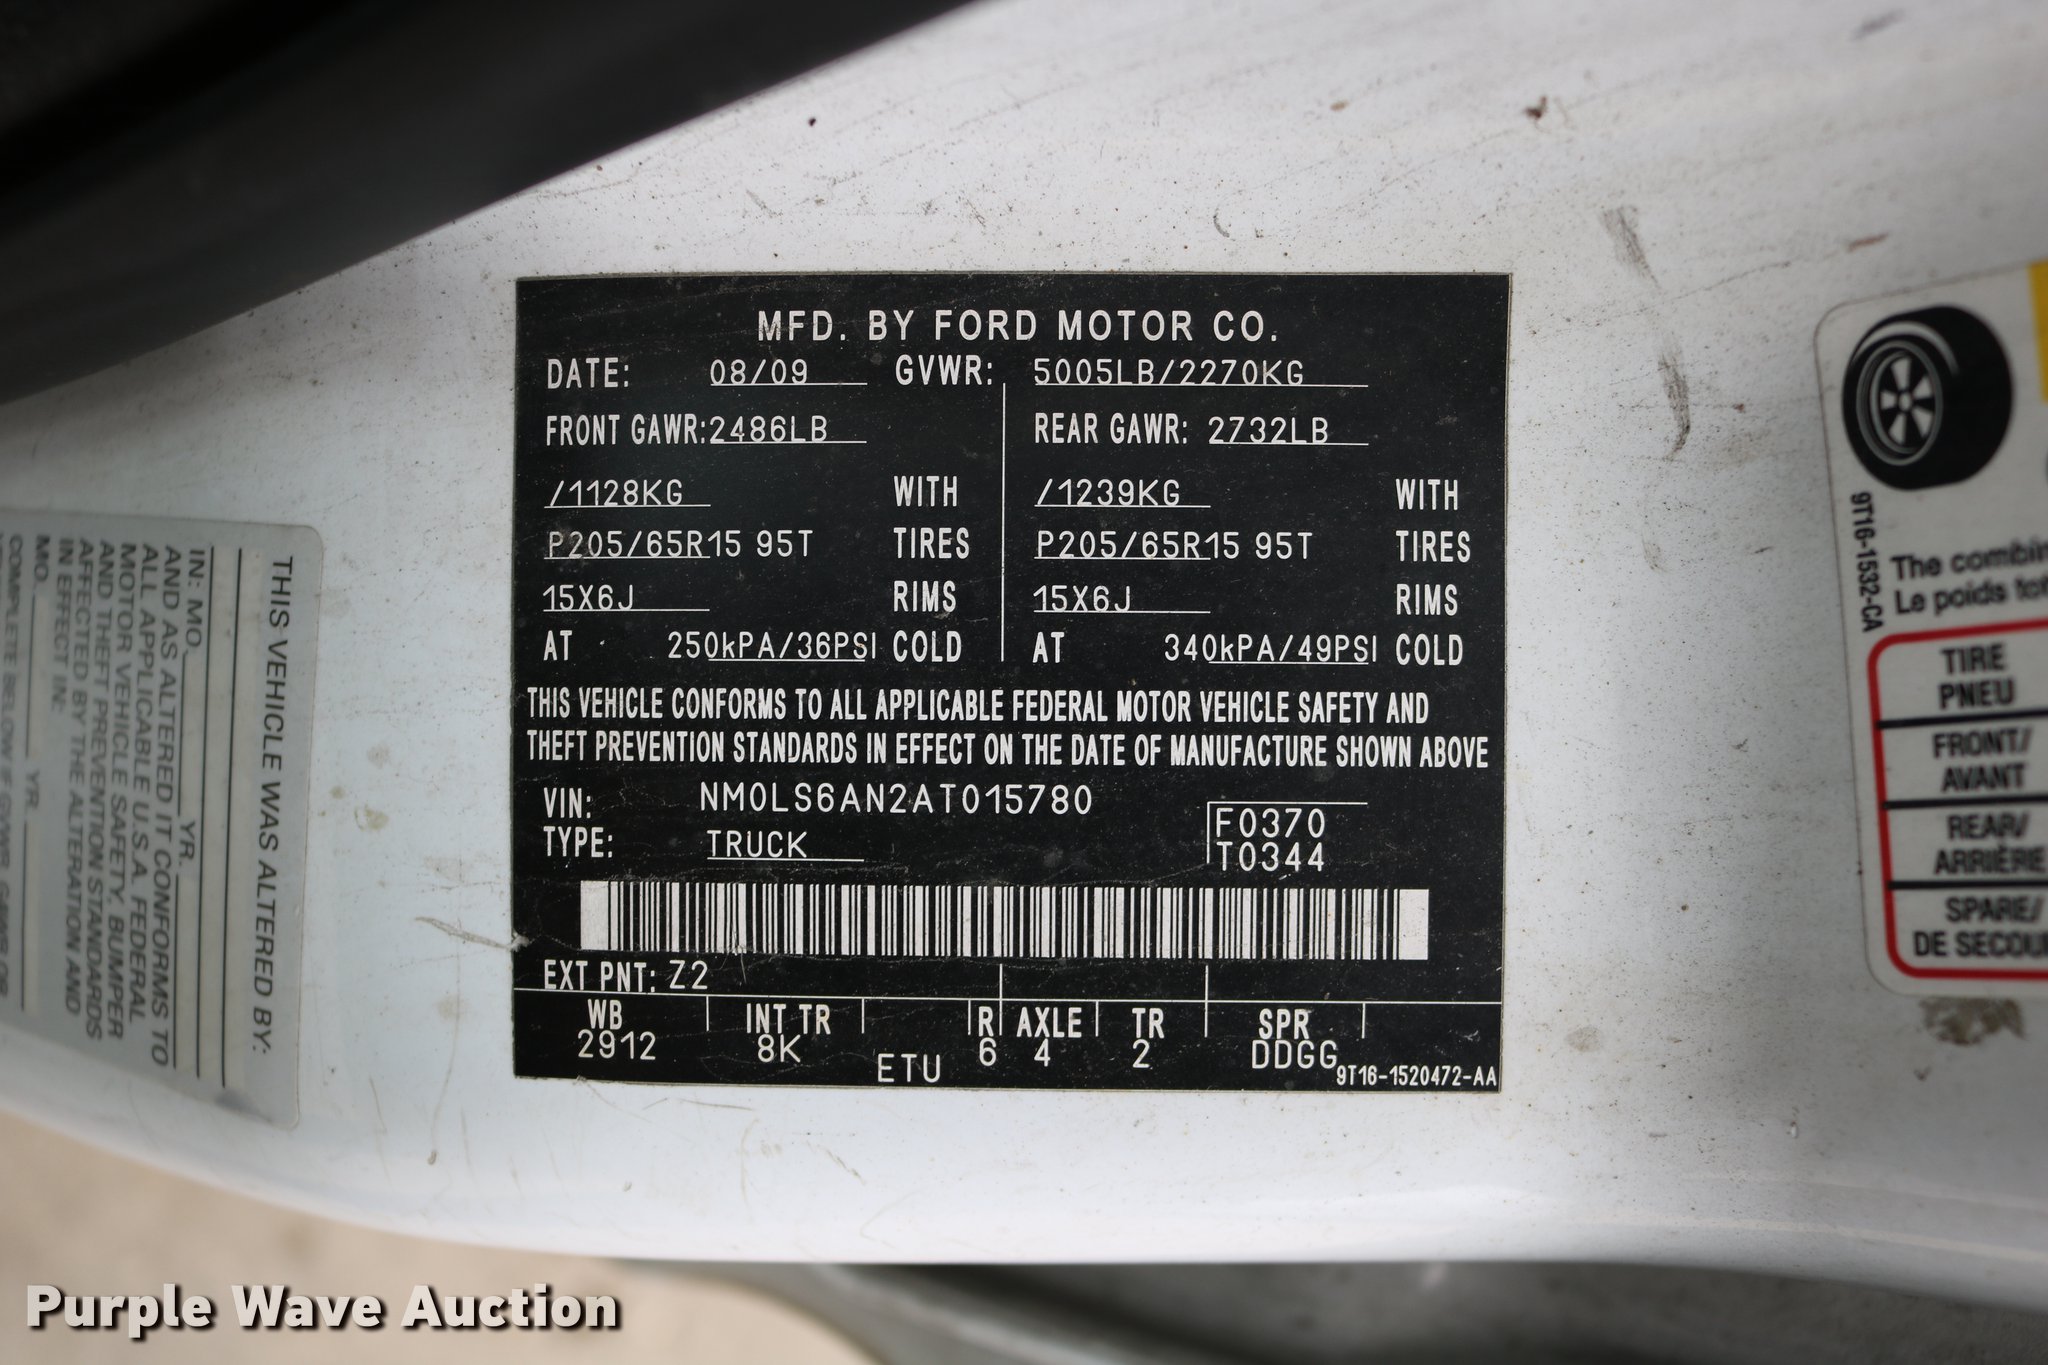 MFD. BY FORD MOTOR CO.
DATE: 08/09 GVWR: 5005LB/2270KG
FRONT GAWR: 2486LB REAR GAWR: 2732LB
/1128KG WITH /1239KG WITH
P205/65R15 95T TIRES P205/65R15 95T TIRES
15X6J RIMS 15X6J RIMS
AT 250kPA/36PSI COLD AT 340kPA/49PSI COLD
THIS VEHICLE CONFORMS TO ALL APPLICABLE FEDERAL MOTOR VEHICLE SAFETY AND
THEFT PREVENTION STANDARDS IN EFFECT ON THE DATE OF MANUFACTURE SHOWN ABOVE
VIN: NM0LS6AN2AT015780
TYPE: TRUCK
F0370
T0344
EXT PNT: Z2
WB INT TR R AXLE TR SPR
2912 8K ETU 6 4 2 DDGG
9T16-1520472-AA
THIS VEHICLE WAS ALTERED BY:
IN: MO. YR.
AND AS ALTERED IT CONFORMS TO
ALL APPLICABLE U.S.A. FEDERAL
MOTOR VEHICLE SAFETY, BUMPER
AND THEFT PREVENTION STANDARDS
AFFECTED BY THE ALTERATION AND
IN EFFECT IN:
MO. YR.
COMPLETE BELOW IF GVWR, GAWR OR
9T16-1532-CA
The combin
Le poids tot
TIRE
PNEU
FRONT/
AVANT
REAR/
ARRIÈRE
SPARE/
DE SECOU
Purple Wave Auction